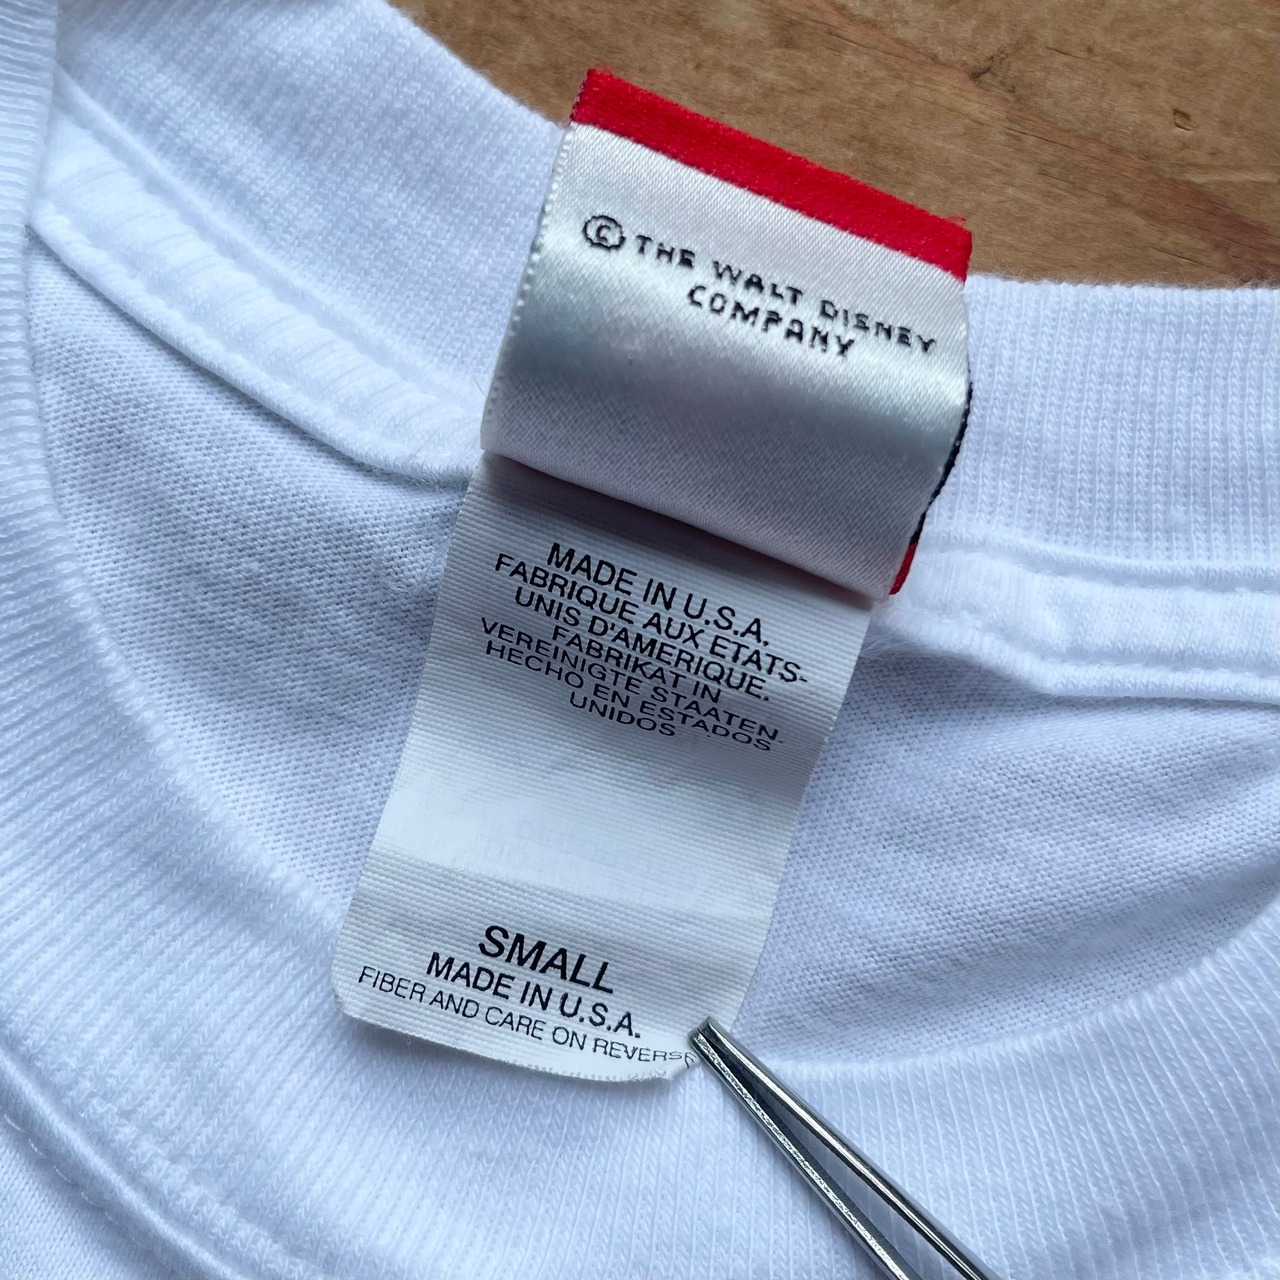 © THE WALT DISNEY
COMPANY
MADE IN U.S.A.
FABRIQUE AUX ETATS-
UNIS D'AMERIQUE.
FABRIKAT IN
VEREINIGTE STAATEN.
HECHO EN ESTADOS
UNIDOS
SMALL
MADE IN U.S.A.
FIBER AND CARE ON REVERSE